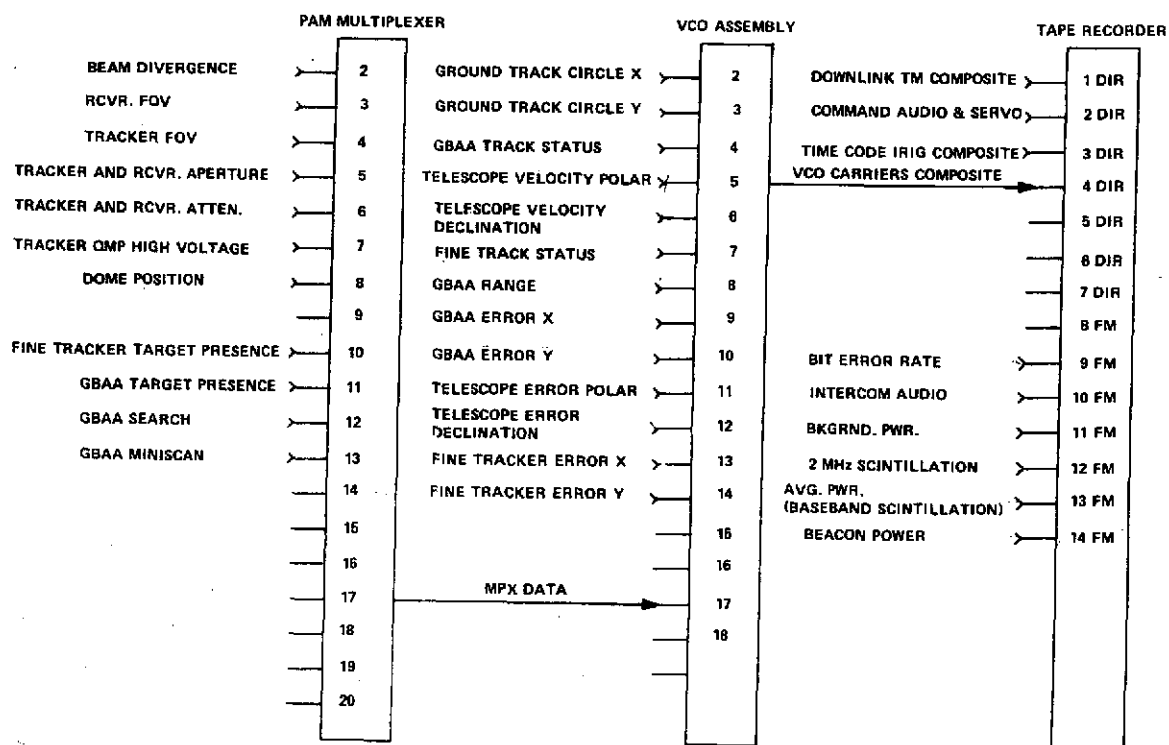 PAM MULTIPLEXER
BEAM DIVERGENCE 2
RCVR. FOV 3
TRACKER FOV 4
TRACKER AND RCVR. APERTURE 5
TRACKER AND RCVR. ATTEN. 6
TRACKER QMP HIGH VOLTAGE 7
DOME POSITION 8
9
FINE TRACKER TARGET PRESENCE 10
GBAA TARGET PRESENCE 11
GBAA SEARCH 12
GBAA MINISCAN 13
14
15
16
17
18
19
20
MPX DATA
VCO ASSEMBLY
GROUND TRACK CIRCLE X 2
GROUND TRACK CIRCLE Y 3
GBAA TRACK STATUS 4
TELESCOPE VELOCITY POLAR 5
TELESCOPE VELOCITY
DECLINATION 6
FINE TRACK STATUS 7
GBAA RANGE 8
GBAA ERROR X 9
GBAA ERROR Y 10
TELESCOPE ERROR POLAR 11
TELESCOPE ERROR
DECLINATION 12
FINE TRACKER ERROR X 13
FINE TRACKER ERROR Y 14
15
16
17
18
TAPE RECORDER
DOWNLINK TM COMPOSITE 1 DIR
COMMAND AUDIO & SERVO 2 DIR
TIME CODE IRIG COMPOSITE 3 DIR
VCO CARRIERS COMPOSITE 4 DIR
5 DIR
6 DIR
7 DIR
8 FM
BIT ERROR RATE 9 FM
INTERCOM AUDIO 10 FM
BKGRND. PWR. 11 FM
2 MHz SCINTILLATION 12 FM
AVG. PWR.
(BASEBAND SCINTILLATION) 13 FM
BEACON POWER 14 FM